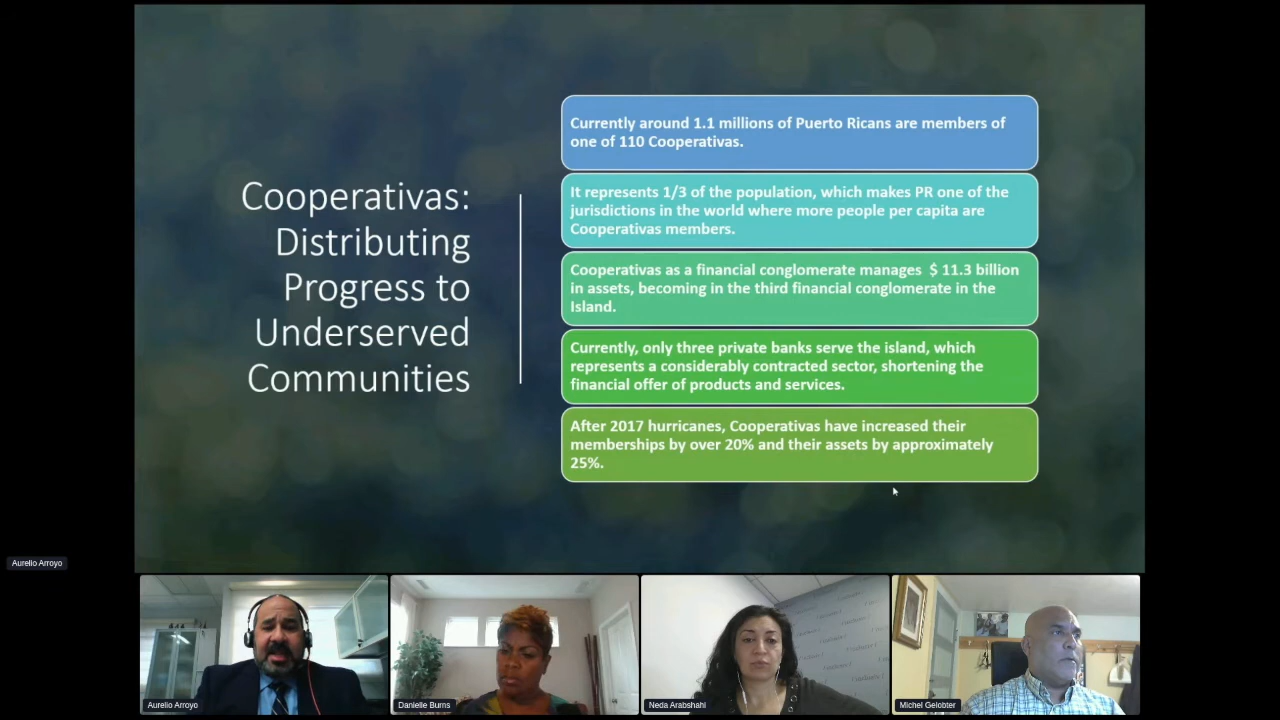 Cooperativas:
Distributing
Progress to
Underserved
Communities
Currently around 1.1 millions of Puerto Ricans are members of
one of 110 Cooperativas.
It represents 1/3 of the population, which makes PR one of the
jurisdictions in the world where more people per capita are
Cooperativas members.
Cooperativas as a financial conglomerate manages $ 11.3 billion
in assets, becoming in the third financial conglomerate in the
Island.
Currently, only three private banks serve the island, which
represents a considerably contracted sector, shortening the
financial offer of products and services.
After 2017 hurricanes, Cooperativas have increased their
memberships by over 20% and their assets by approximately
25%.
Aurelio Arroyo
Aurelio Arroyo
Danielle Burns
Neda Arabshahi
Michel Gelobter